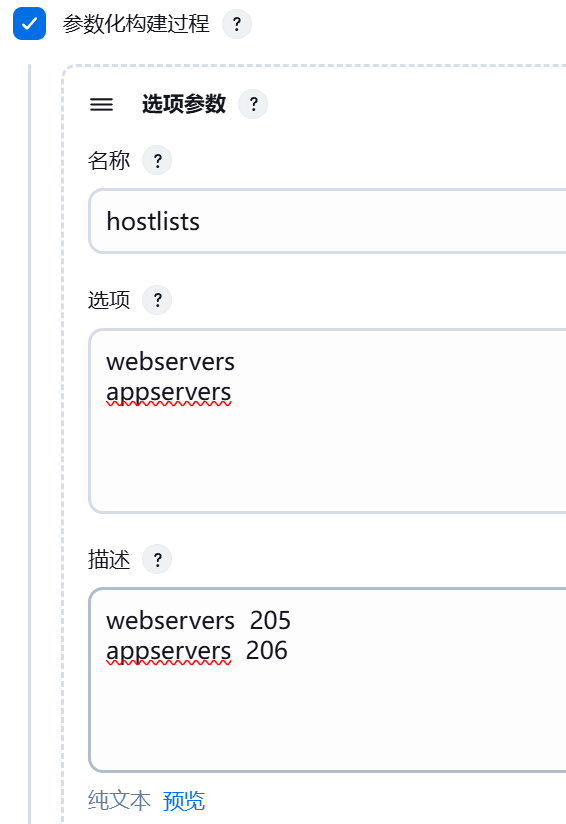 参数化构建过程 ?
选项参数 ?
名称 ?
hostlists
选项 ?
webservers
appservers
描述 ?
webservers 205
appservers 206
纯文本 预览